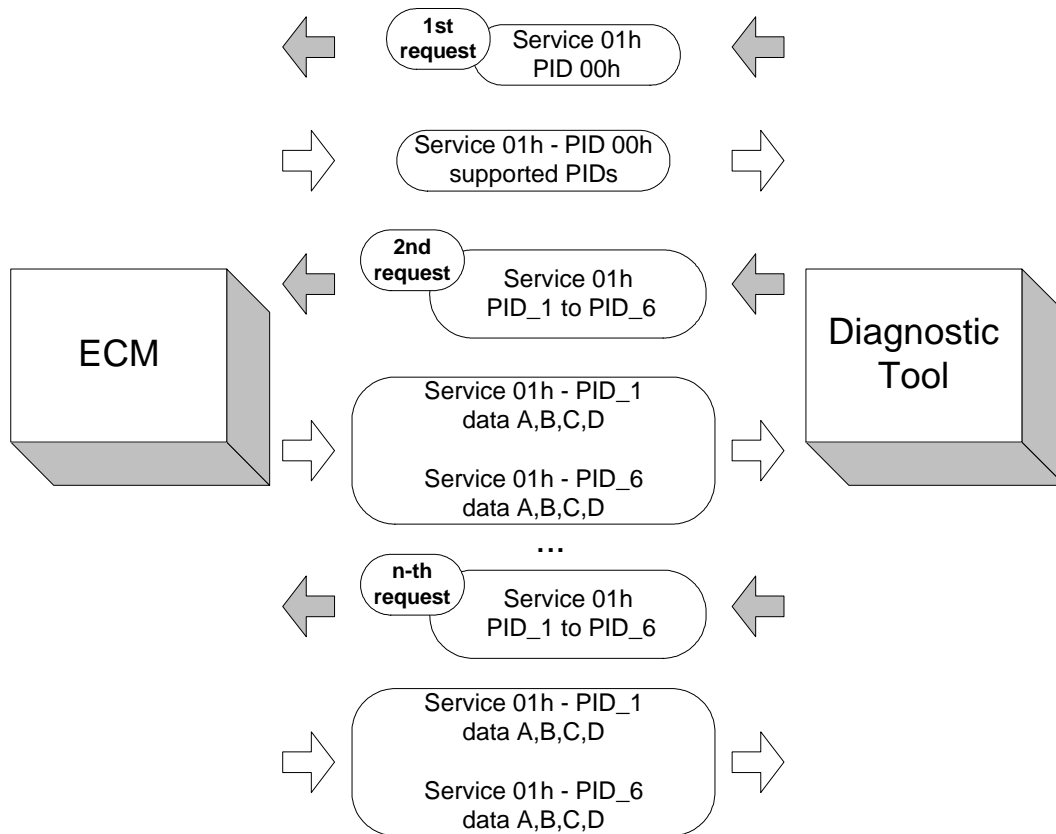 1st
request
Service 01h
PID 00h
Service 01h - PID 00h
supported PIDs
2nd
request
Service 01h
PID_1 to PID_6
ECM
Diagnostic
Tool
Service 01h - PID_1
data A,B,C,D
Service 01h - PID_6
data A,B,C,D
...
n-th
request
Service 01h
PID_1 to PID_6
Service 01h - PID_1
data A,B,C,D
Service 01h - PID_6
data A,B,C,D